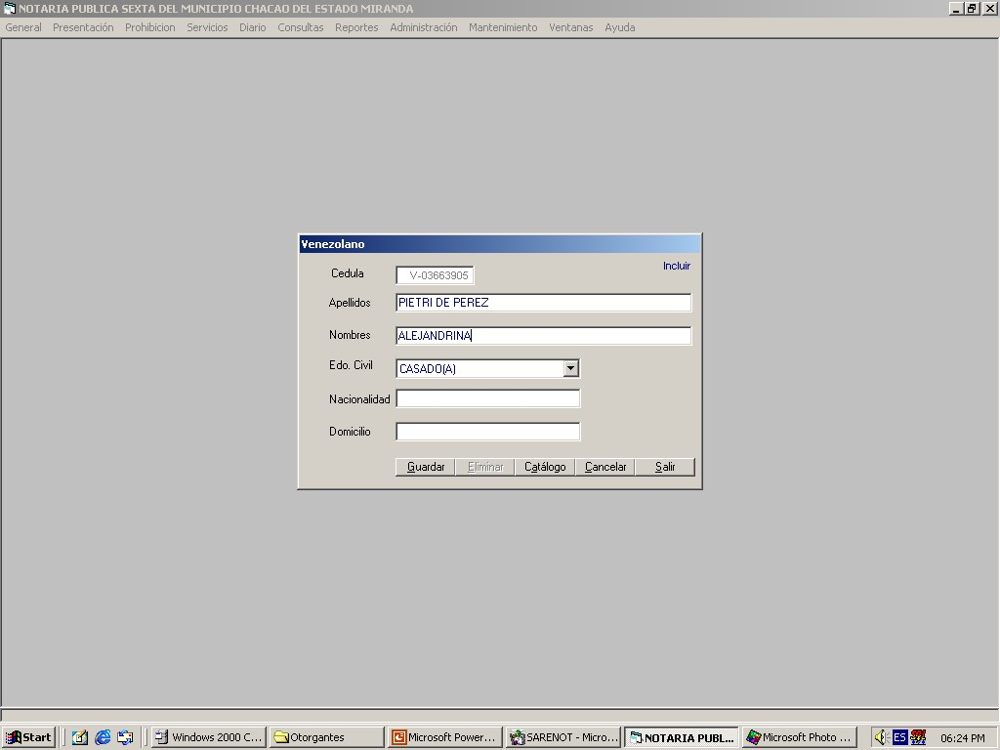 NOTARIA PUBLICA SEXTA DEL MUNICIPIO CHACAO DEL ESTADO MIRANDA
General Presentación Prohibicion Servicios Diario Consultas Reportes Administración Mantenimiento Ventanas Ayuda
Venezolano
Incluir
Cedula V-03663905
Apellidos PIETRI DE PEREZ
Nombres ALEJANDRINA
Edo. Civil CASADO(A)
Nacionalidad
Domicilio
Guardar Eliminar Catálogo Cancelar Salir
Start Windows 2000 C... Otorgantes Microsoft Power... SARENOT - Micro... NOTARIA PUBL... Microsoft Photo ... ES 06:24 PM